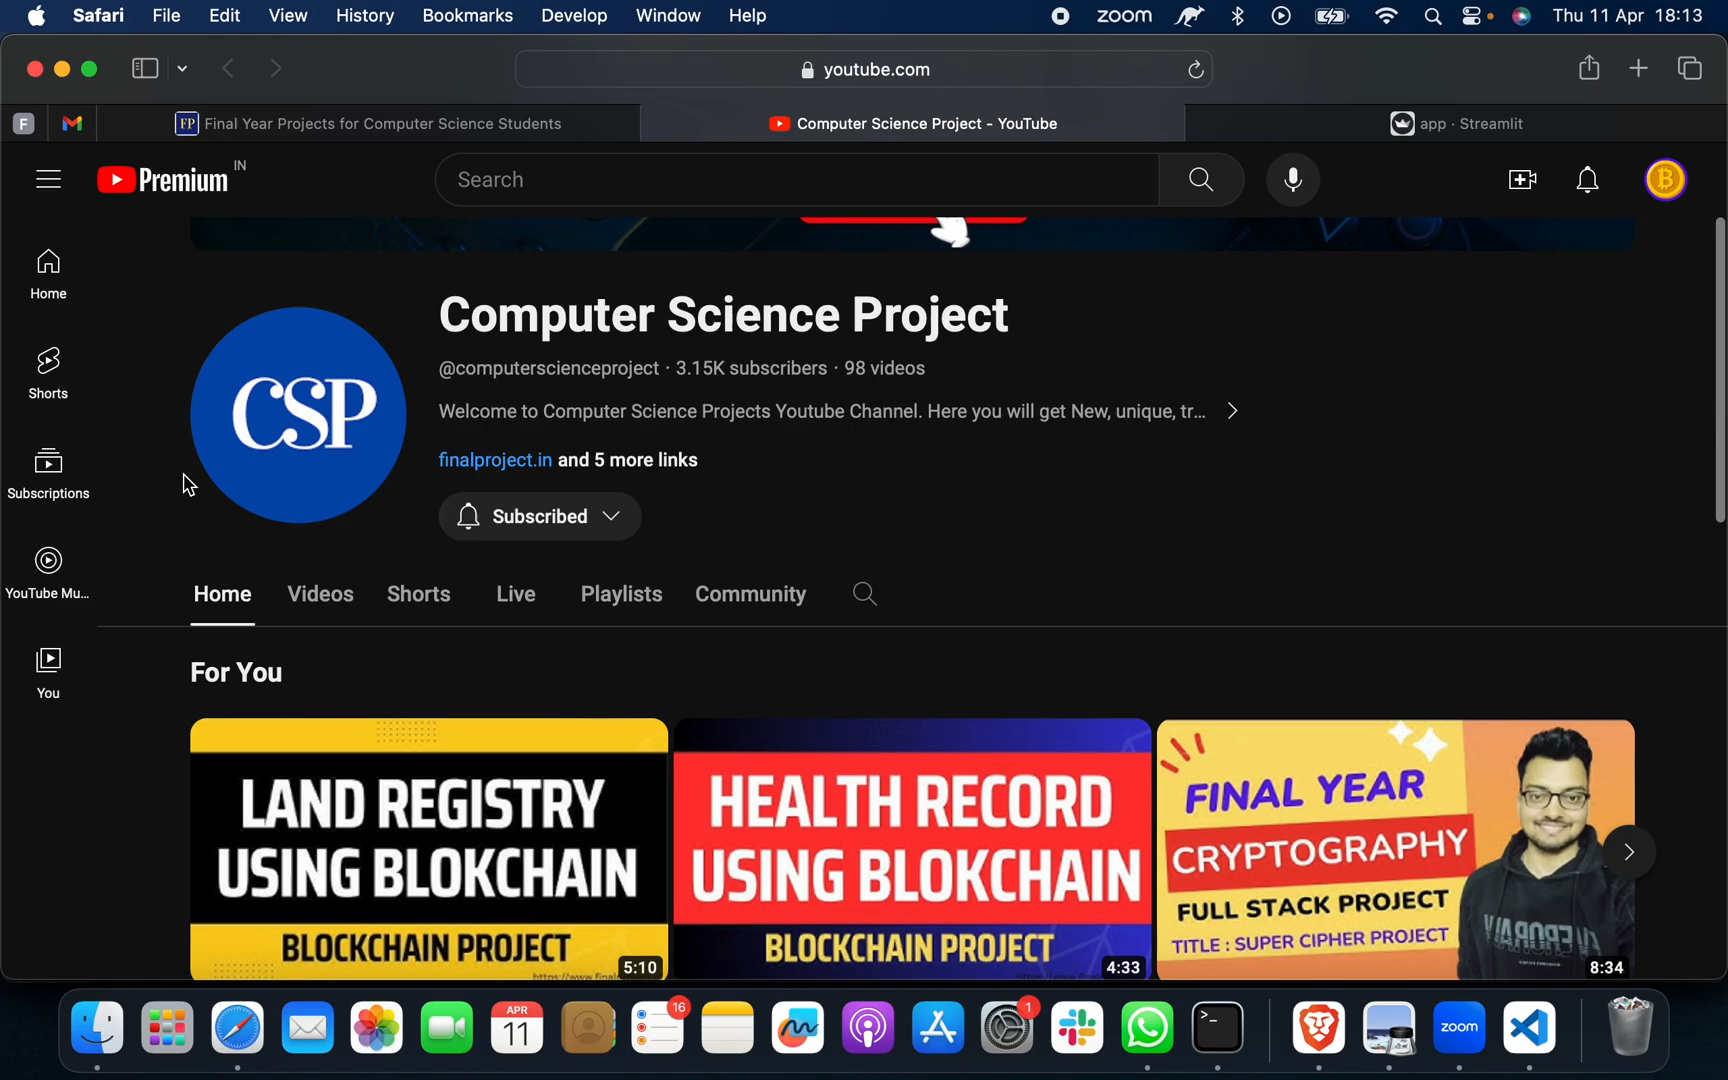 Safari File Edit View History Bookmarks Develop Window Help zoom Thu 11 Apr 18:13
youtube.com
F
FP Final Year Projects for Computer Science Students
Computer Science Project - YouTube
app · Streamlit
Premium IN
Search
Home
Shorts
Subscriptions
YouTube Mu...
You
CSP
Computer Science Project
@computerscienceproject · 3.15K subscribers · 98 videos
Welcome to Computer Science Projects Youtube Channel. Here you will get New, unique, tr...
finalproject.in and 5 more links
Subscribed
Home Videos Shorts Live Playlists Community
For You
LAND REGISTRY
USING BLOKCHAIN
BLOCKCHAIN PROJECT
5:10
HEALTH RECORD
USING BLOKCHAIN
BLOCKCHAIN PROJECT
4:33
FINAL YEAR
CRYPTOGRAPHY
FULL STACK PROJECT
TITLE : SUPER CIPHER PROJECT
8:34
APR
11
16
1
zoom